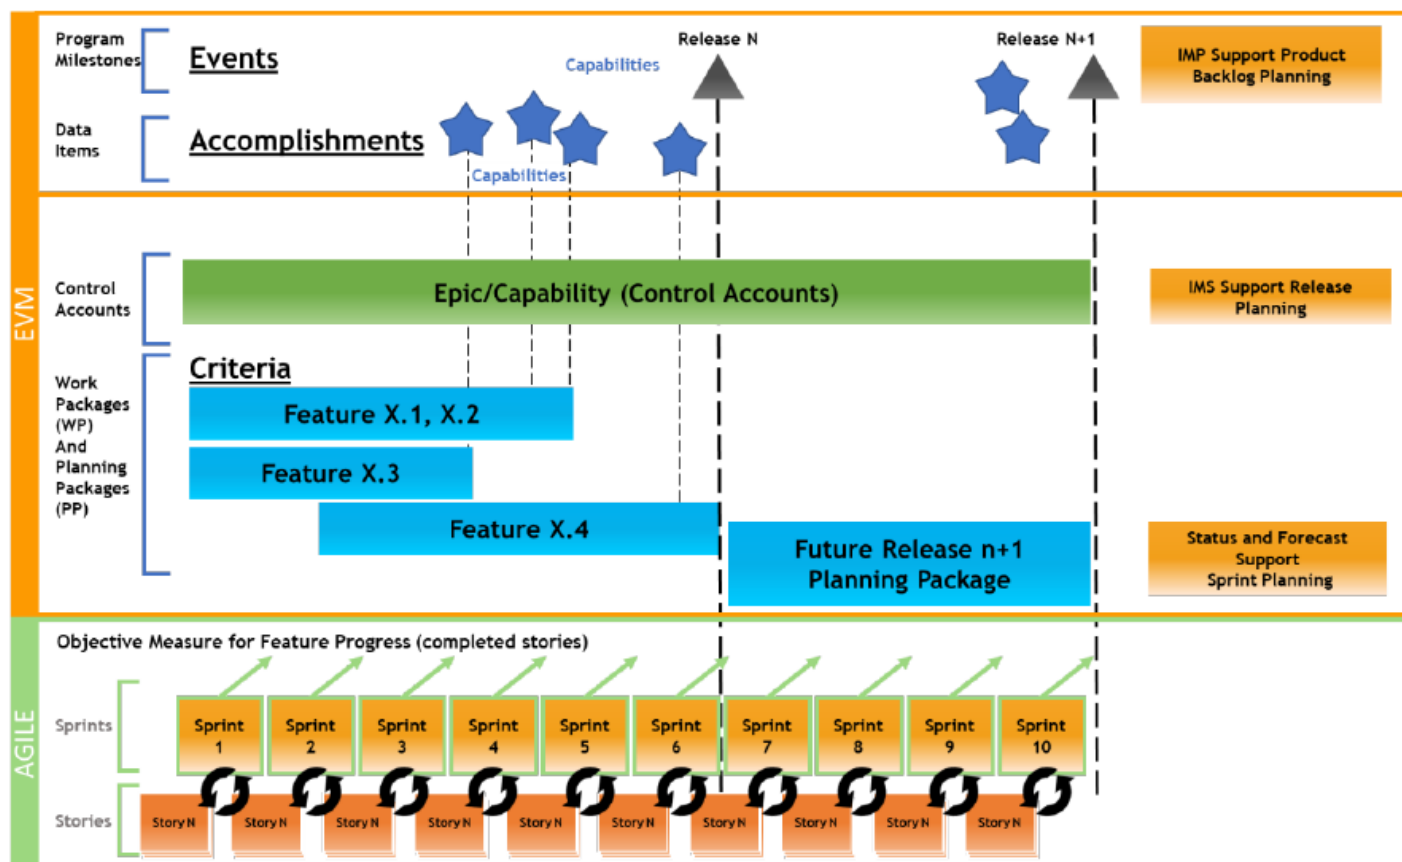 Program
Milestones
Events
Capabilities
Release N
Release N+1
IMP Support Product
Backlog Planning
Data
Items
Accomplishments
Capabilities
EVM
Control
Accounts
Epic/Capability (Control Accounts)
IMS Support Release
Planning
Criteria
Work
Packages
(WP)
And
Planning
Packages
(PP)
Feature X.1, X.2
Feature X.3
Feature X.4
Future Release n+1
Planning Package
Status and Forecast
Support
Sprint Planning
AGILE
Objective Measure for Feature Progress (completed stories)
Sprints
Sprint
1
Sprint
2
Sprint
3
Sprint
4
Sprint
5
Sprint
6
Sprint
7
Sprint
8
Sprint
9
Sprint
10
Stories
Story N
Story N
Story N
Story N
Story N
Story N
Story N
Story N
Story N
Story N